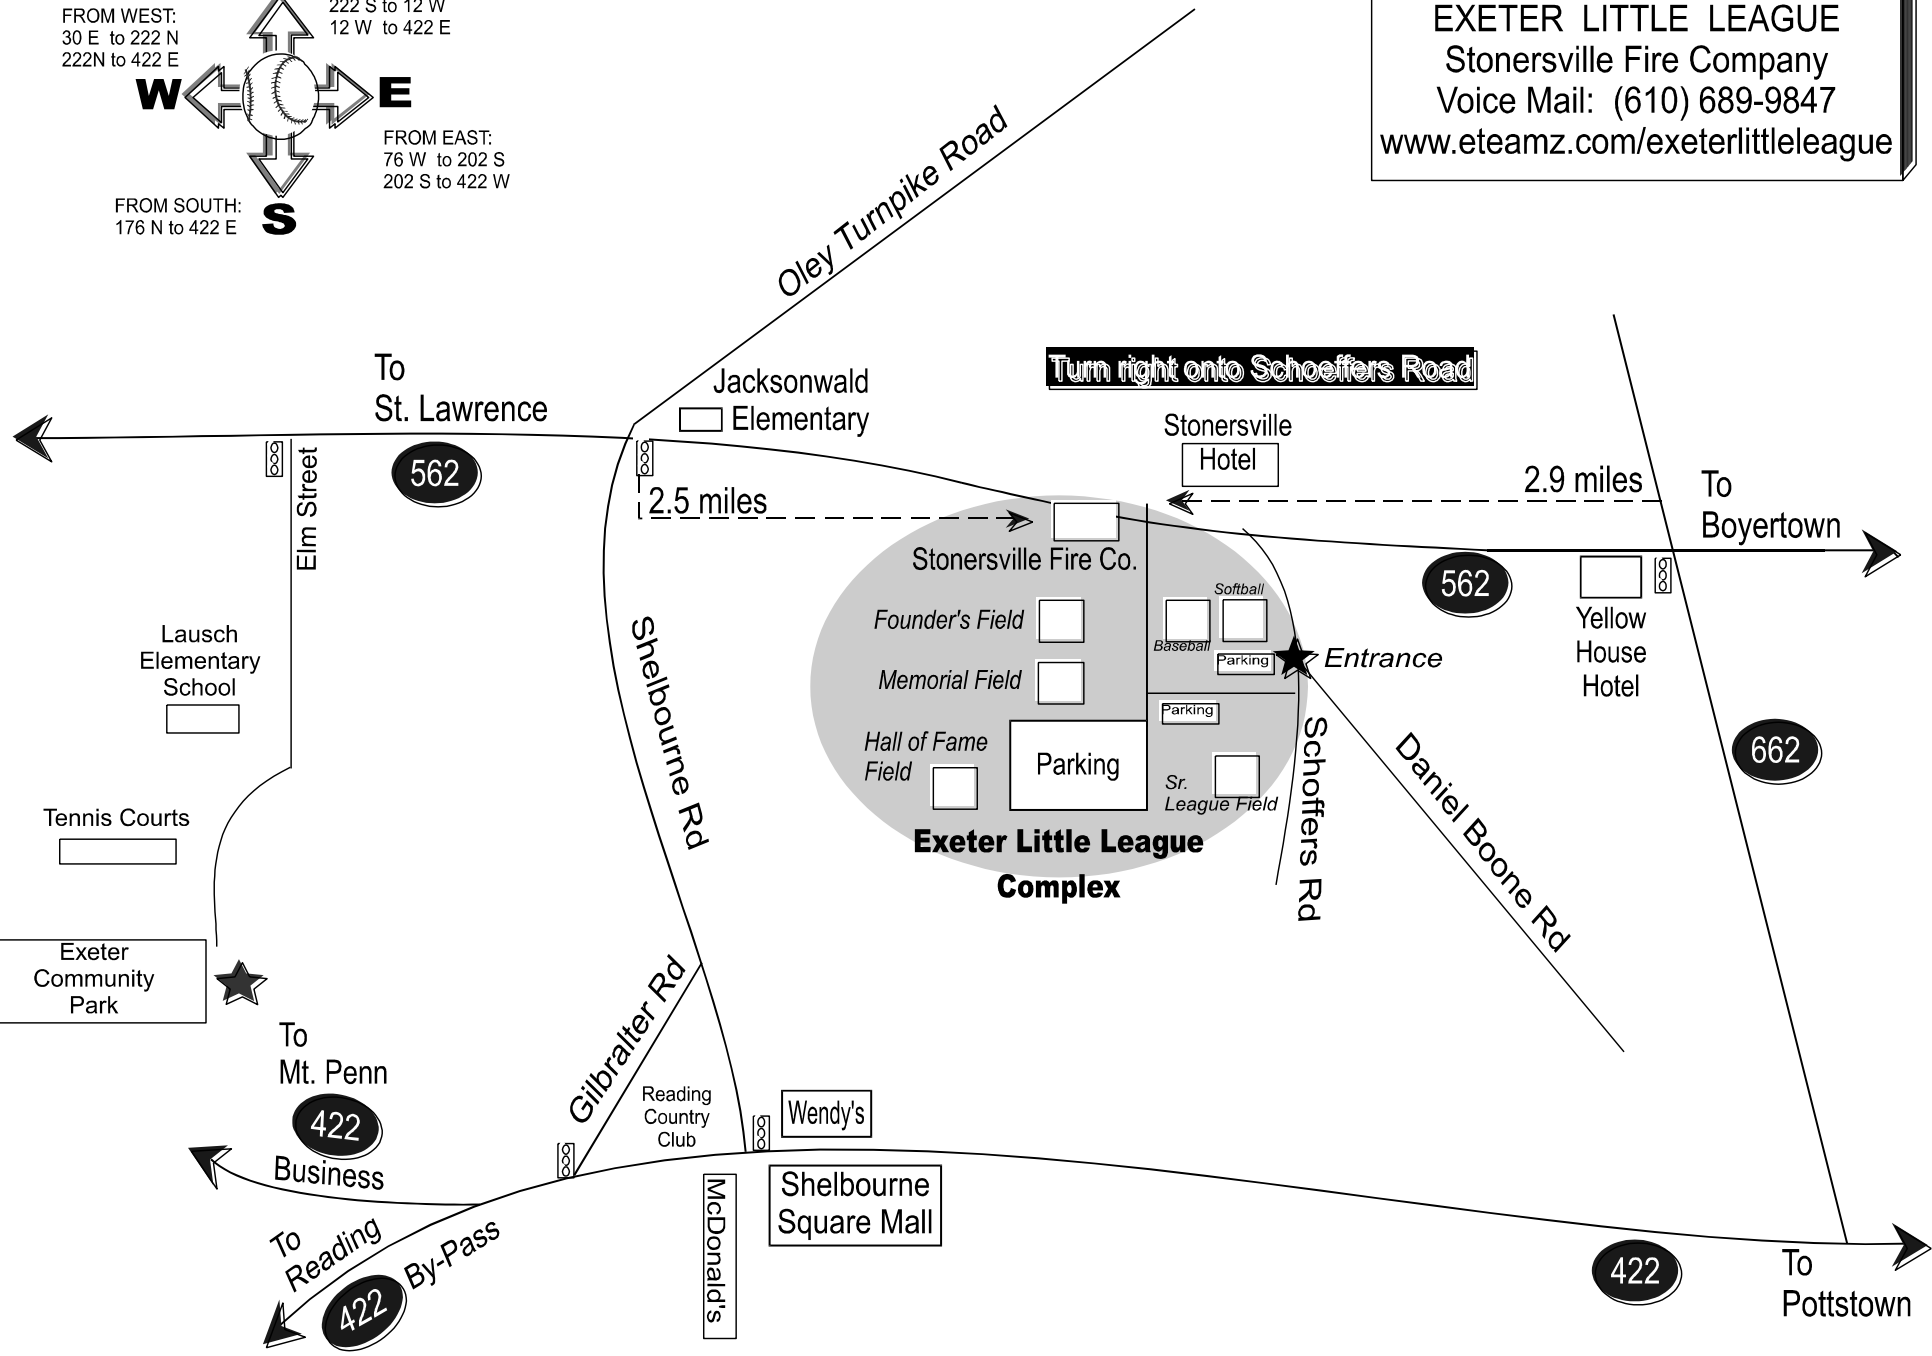 222 S to 12 W
12 W to 422 E
FROM WEST:
30 E to 222 N
222N to 422 E
W
E
FROM EAST:
76 W to 202 S
202 S to 422 W
FROM SOUTH:
176 N to 422 E
S
EXETER LITTLE LEAGUE
Stonersville Fire Company
Voice Mail: (610) 689-9847
www.eteamz.com/exeterlittleleague
Oley Turnpike Road
To
St. Lawrence
562
Jacksonwald
Elementary
Turn right onto Schoeffers Road
Stonersville
Hotel
2.9 miles
To
Boyertown
2.5 miles
Elm Street
Stonersville Fire Co.
562
Yellow
House
Hotel
Founder's Field
Softball
Baseball
Parking
Entrance
Memorial Field
Parking
Hall of Fame
Field
Parking
Sr.
League Field
Exeter Little League
Complex
Shelbourne Rd
Schoffers Rd
Daniel Boone Rd
662
Lausch
Elementary
School
Tennis Courts
Exeter
Community
Park
To
Mt. Penn
422
Business
To
Reading
422
By-Pass
Gilbralter Rd
Reading
Country
Club
Wendy's
McDonald's
Shelbourne
Square Mall
422
To
Pottstown